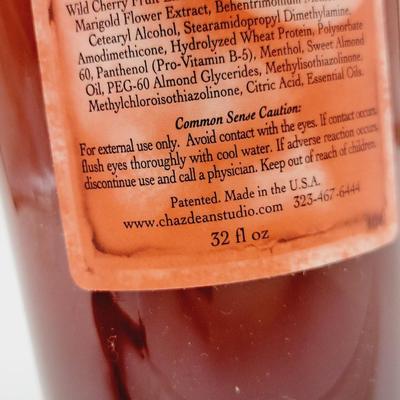 Wild Cherry Fruit
Marigold Flower Extract, Behentrimonium
Cetearyl Alcohol, Stearamidopropyl Dimethylamine,
Amodimethicone, Hydrolyzed Wheat Protein, Polysorbate
60, Panthenol (Pro-Vitamin B-5), Menthol, Sweet Almond
Oil, PEG-60 Almond Glycerides, Methylisothiazolinone,
Methylchloroisothiazolinone, Citric Acid, Essential Oils.
Common Sense Caution:
For external use only. Avoid contact with the eyes. If contact occurs,
flush eyes thoroughly with cool water. If adverse reaction occurs,
discontinue use and call a physician. Keep out of reach of children.
Patented. Made in the U.S.A.
www.chazdeanstudio.com 323-467-6444
32 fl oz